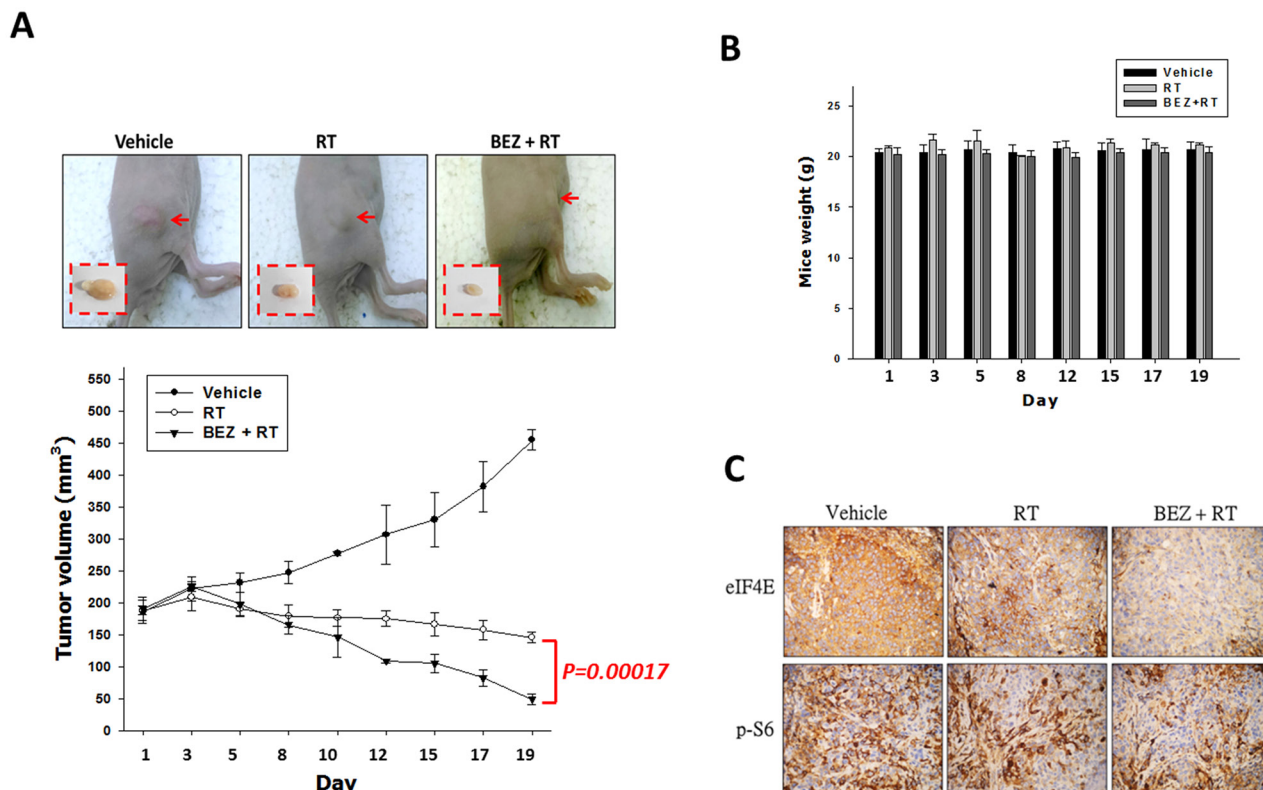 A
Vehicle RT BEZ + RT
550
500
450
400
350
300
250
200
150
100
50
0
Tumor volume (mm³)
Vehicle
RT
BEZ + RT
P=0.00017
1 3 5 8 10 12 15 17 19
Day
B
Vehicle
RT
BEZ+RT
25
20
15
10
5
0
Mice weight (g)
1 3 5 8 12 15 17 19
Day
C
Vehicle RT BEZ + RT
eIF4E
p-S6